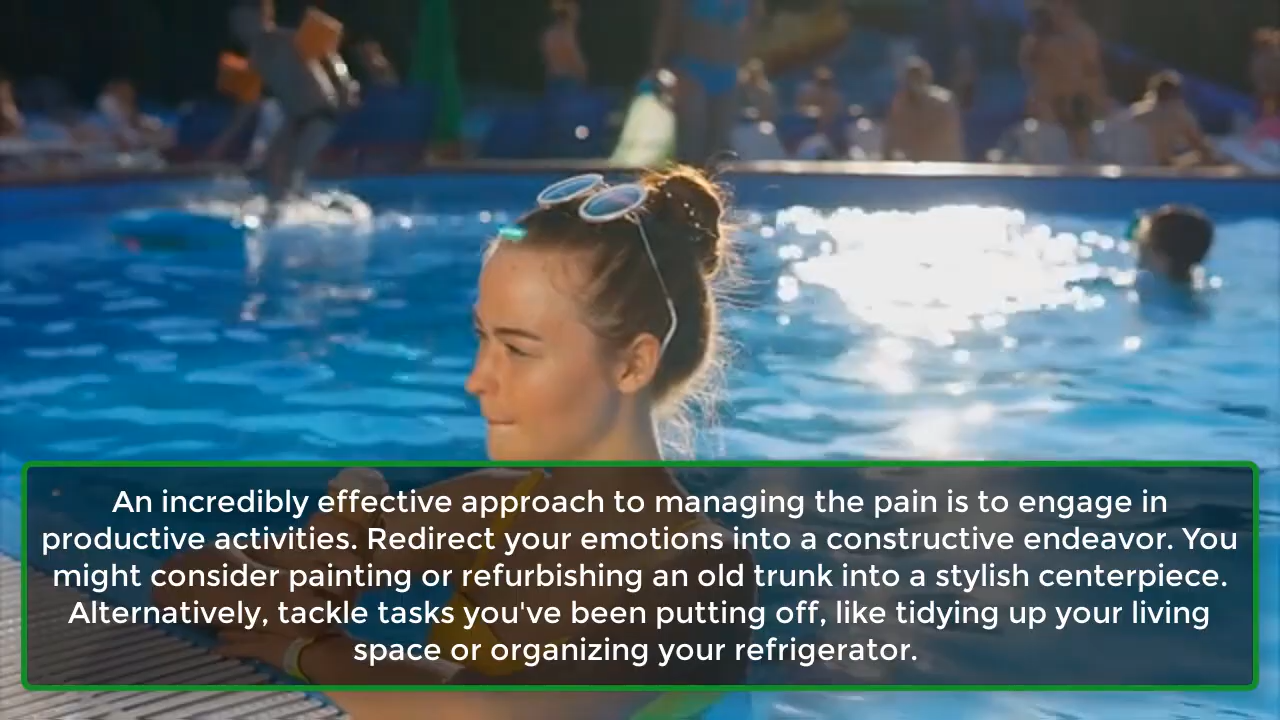 An incredibly effective approach to managing the pain is to engage in
productive activities. Redirect your emotions into a constructive endeavor. You
might consider painting or refurbishing an old trunk into a stylish centerpiece.
Alternatively, tackle tasks you've been putting off, like tidying up your living
space or organizing your refrigerator.